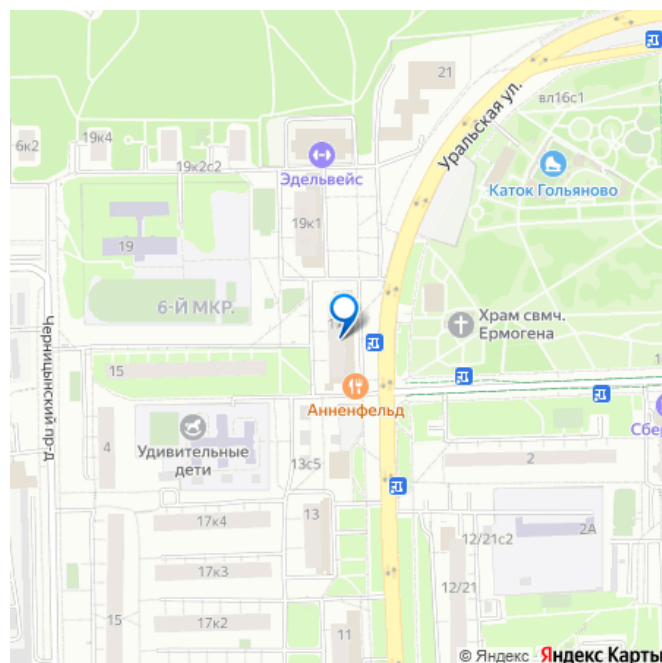 21
Уральская ул.
вл16с1
6к2
19к4
19к2с2
Эдельвейс
Каток Гольяново
19к1
19
6-Й МКР.
Храм свмч.
Ермогена
Черницынский пр-д
15
Анненфельд
Удивительные
дети
4
13с5
2
17к4
13
2А
12/21с2
17к3
12/21
15
17к2
11
© Яндекс
Яндекс Карты